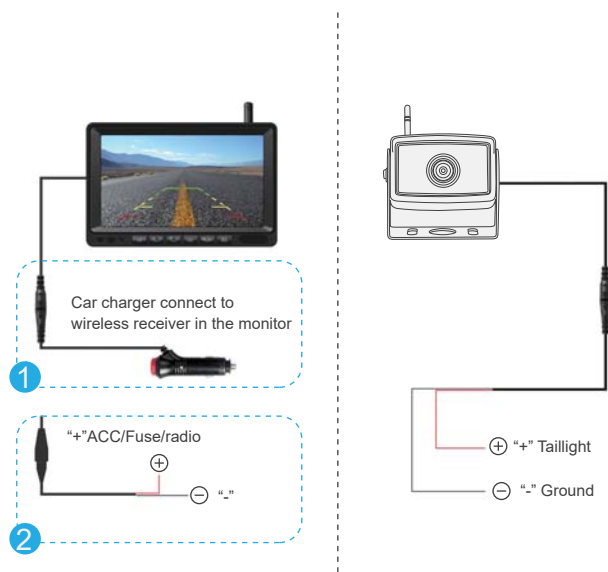 Car charger connect to
wireless receiver in the monitor
1
“+”ACC/Fuse/radio
“-”
2
“+” Taillight
“-” Ground